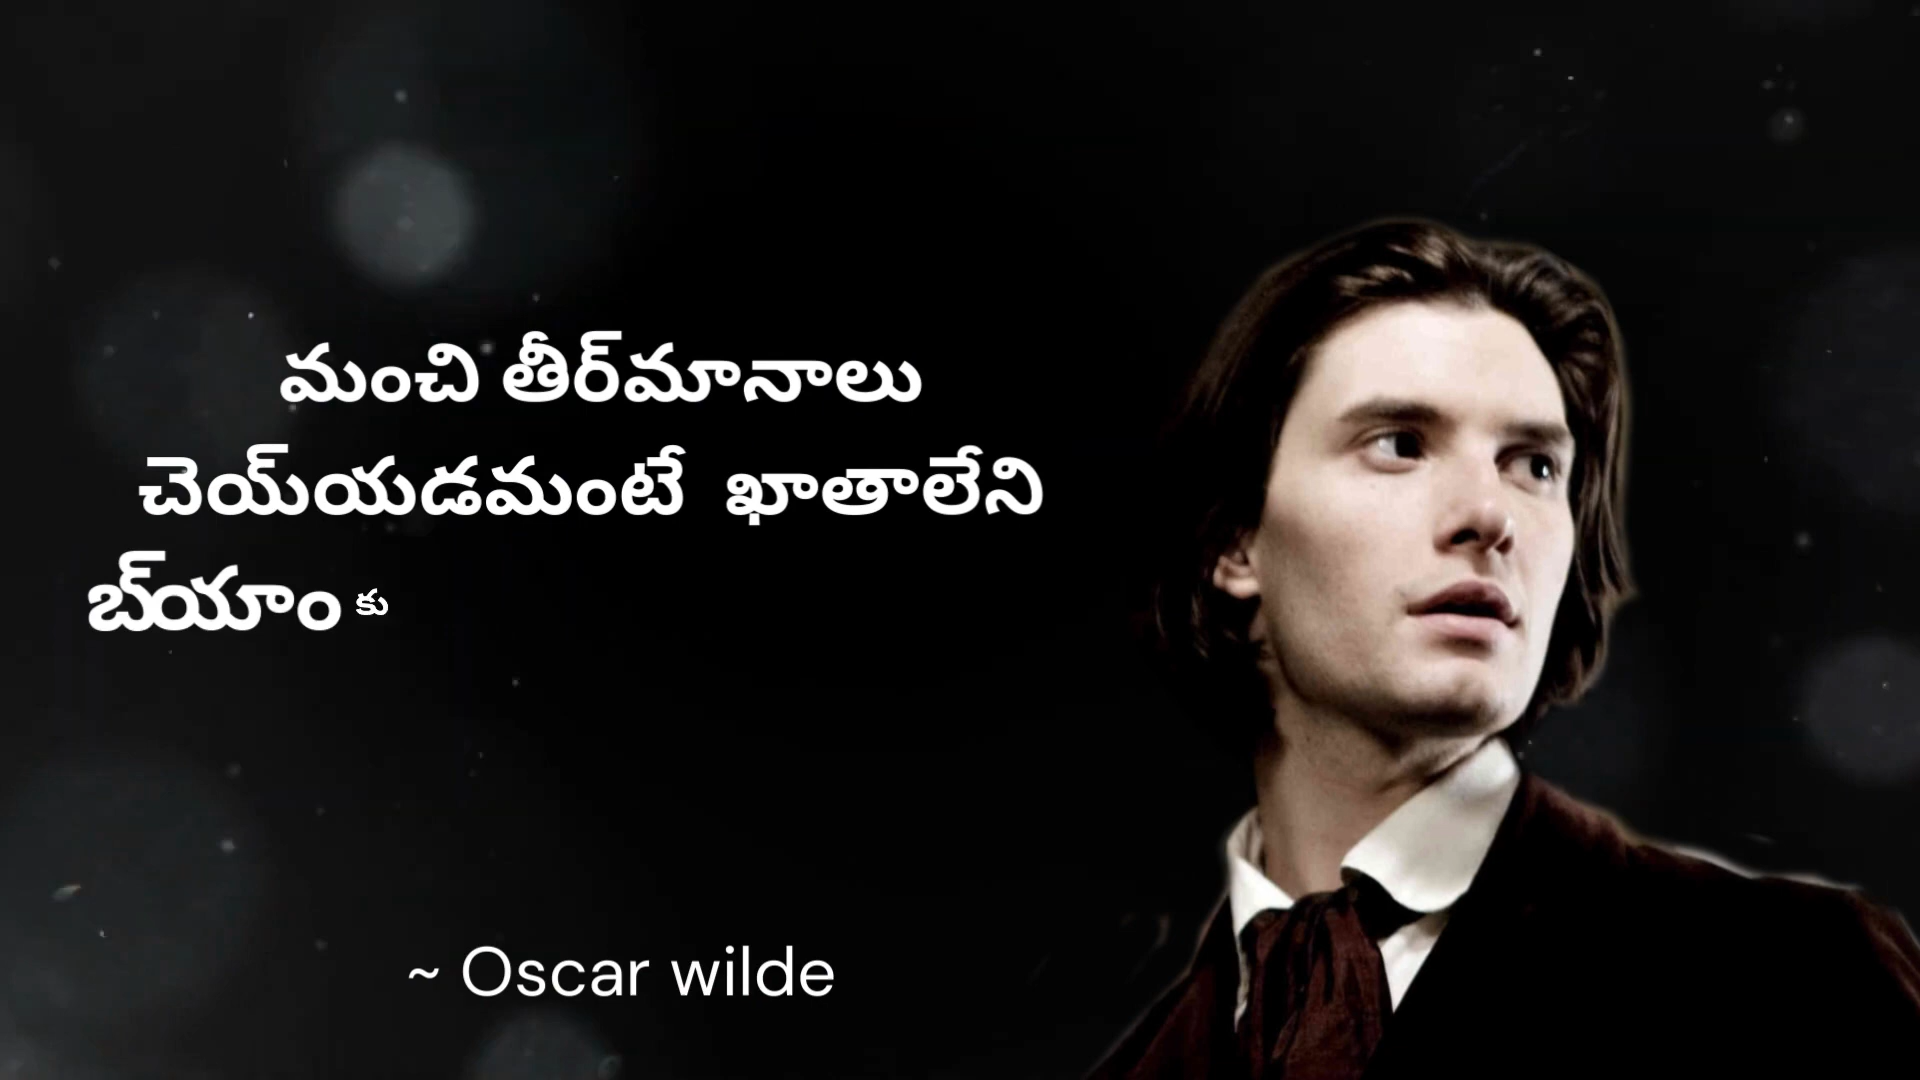 మంచి తీర్‌మానాలు
చెయ్‌యడమంటే ఖాతాలేని
బ్‌యాం కు
~ Oscar wilde